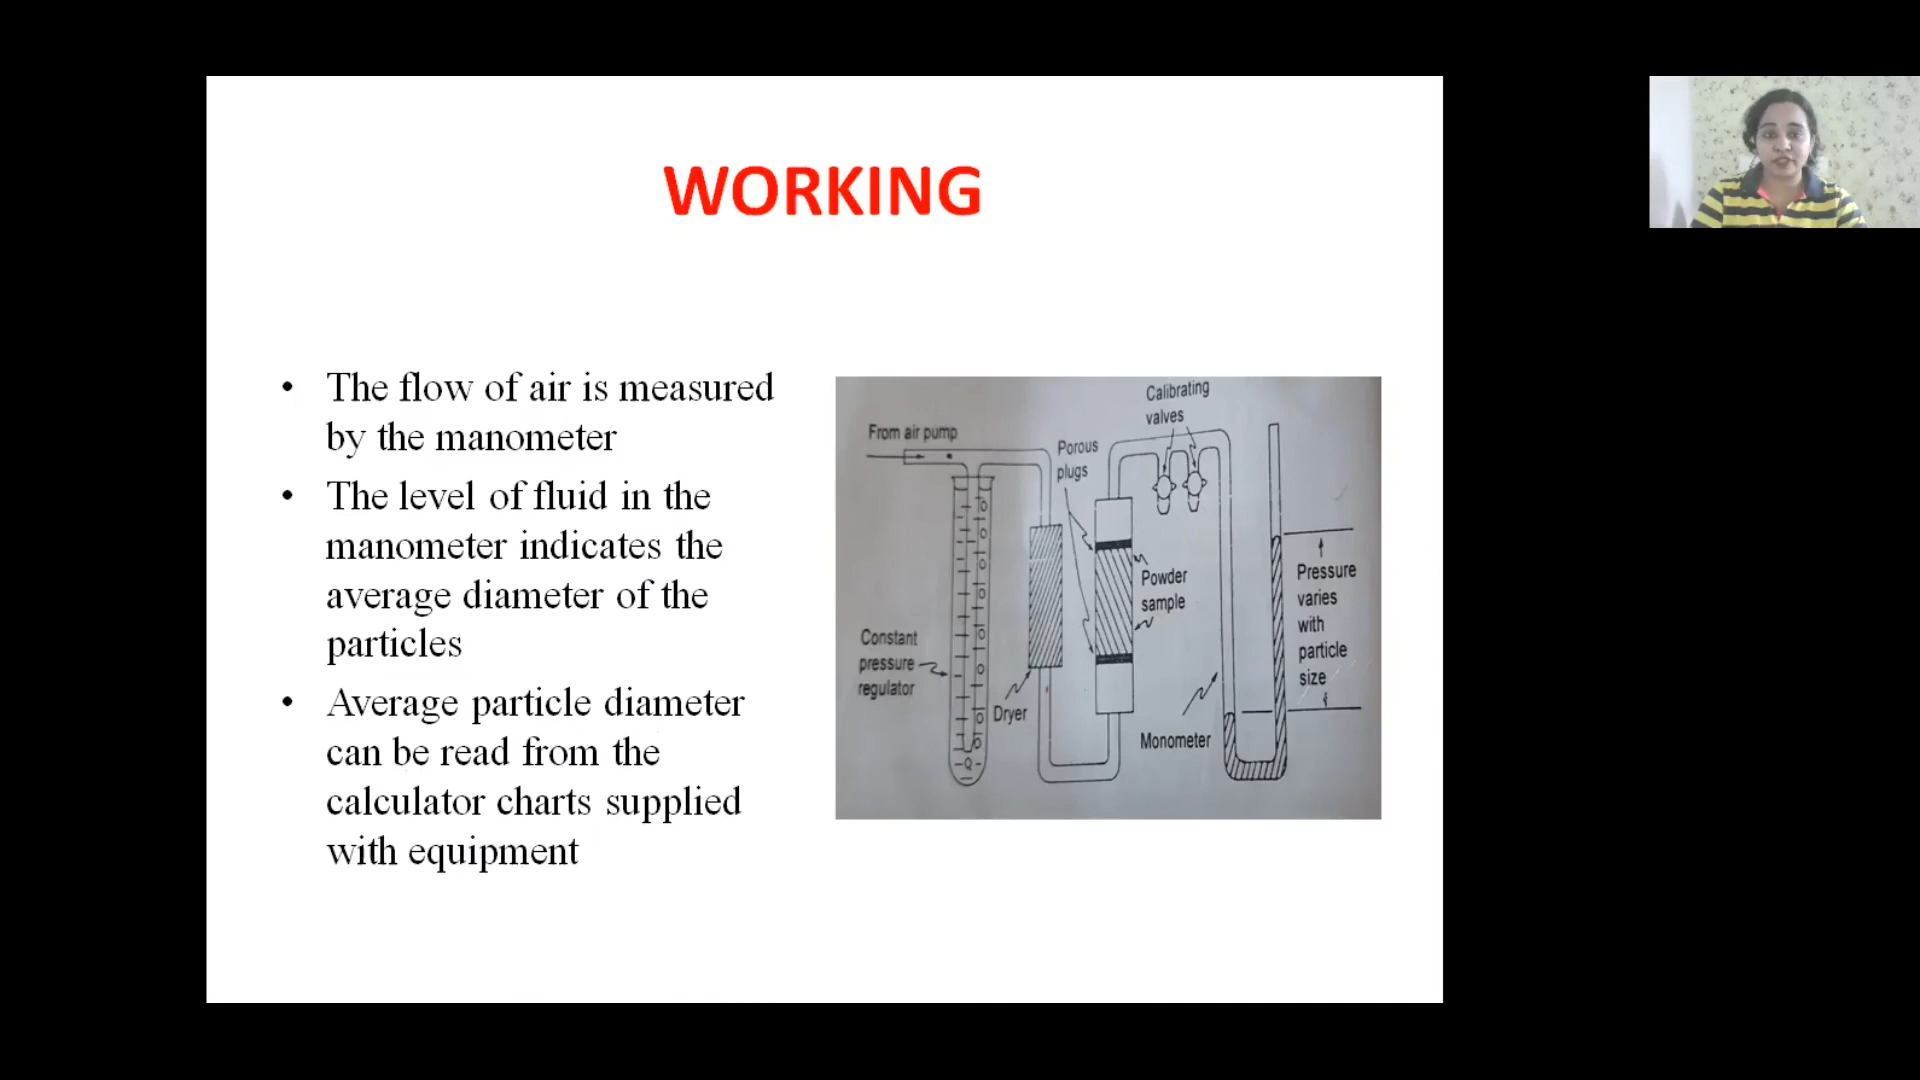 WORKING
• The flow of air is measured
by the manometer
• The level of fluid in the
manometer indicates the
average diameter of the
particles
• Average particle diameter
can be read from the
calculator charts supplied
with equipment
Calibrating
valves
From air pump
Porous
plugs
Powder
sample
Pressure
varies
with
particle
size
Constant
pressure
regulator
Dryer
Monometer